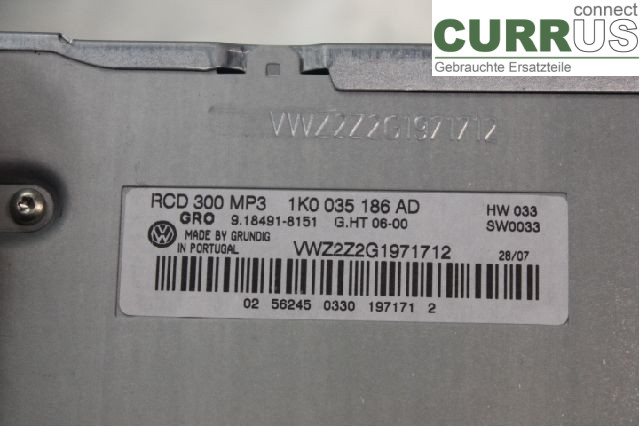 connect
CURRUS
Gebrauchte Ersatzteile
VWZ2Z2G1971712
RCD 300 MP3 1K0 035 186 AD HW 033
GRO 9.18491-8151 G.HT 06-00 SW0033
MADE BY GRUNDIG
IN PORTUGAL VWZ2Z2G1971712 28/07
02 56245 0330 197171 2